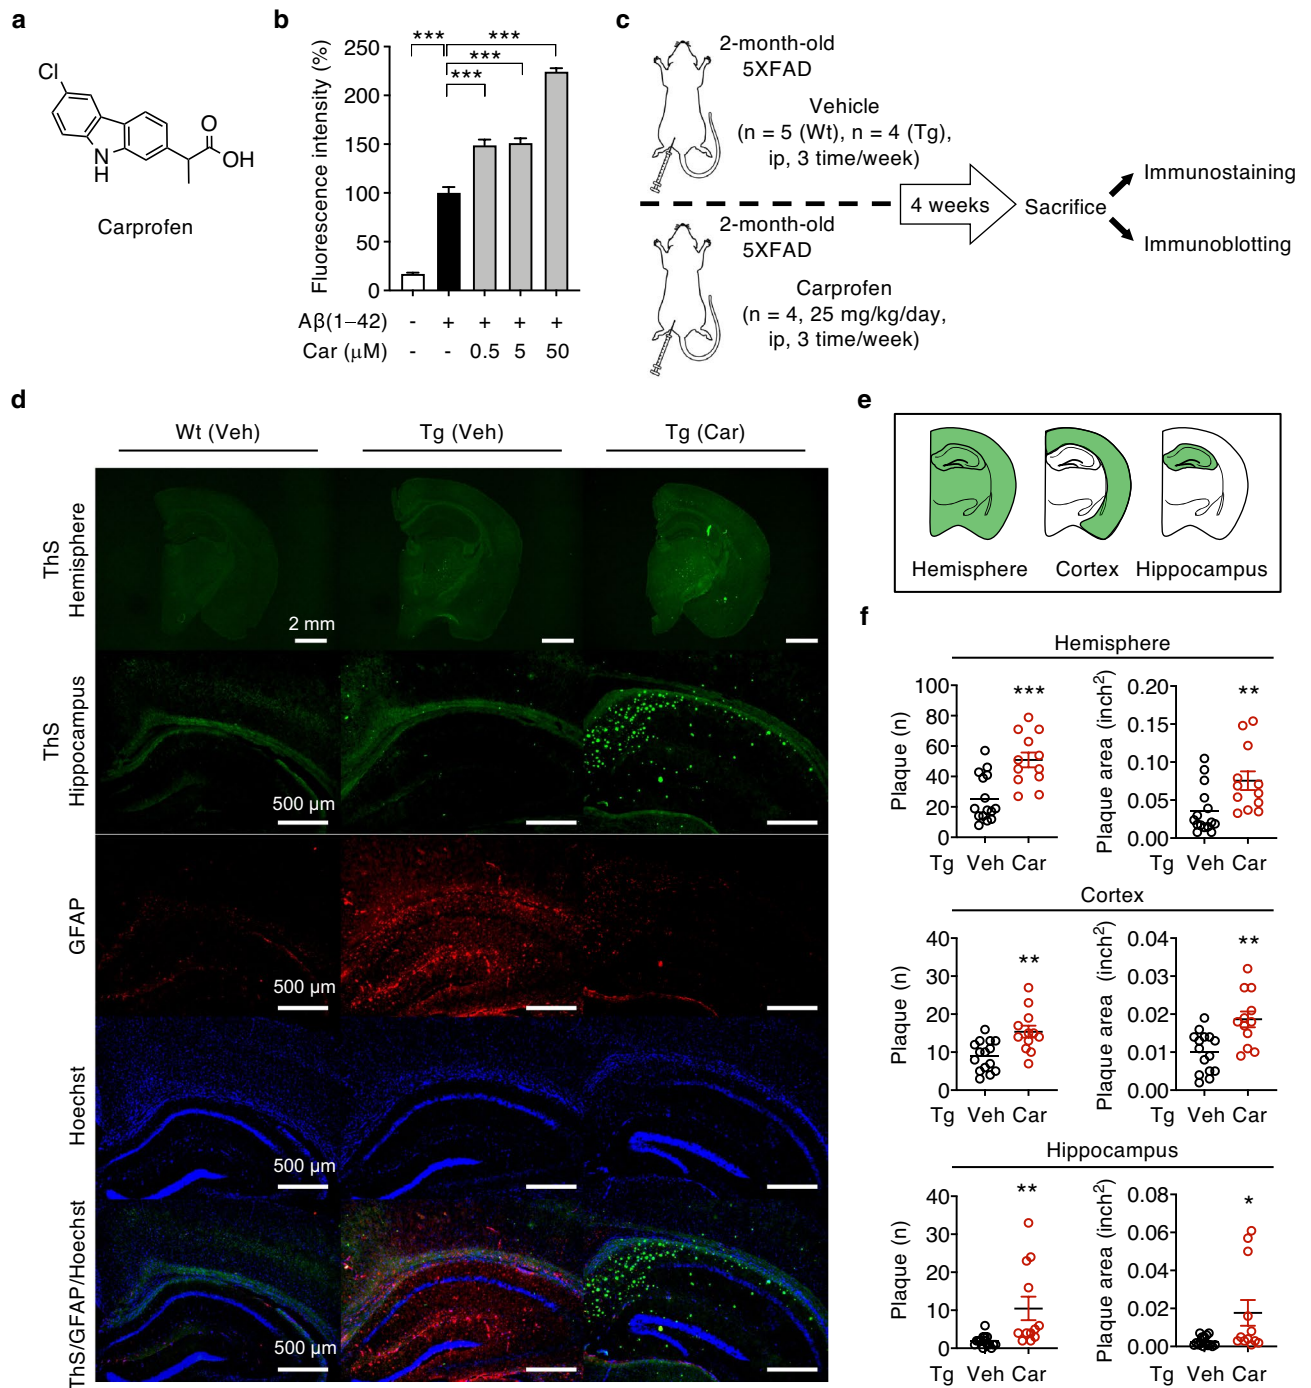 a
Cl
N
H
O
OH
Carprofen
b
Fluorescence intensity (%)
250
200
150
100
50
0
***
***
***
***
Aβ(1–42) - + + + +
Car (μM) - - 0.5 5 50
c
2-month-old
5XFAD
Vehicle
(n = 5 (Wt), n = 4 (Tg),
ip, 3 time/week)
2-month-old
5XFAD
Carprofen
(n = 4, 25 mg/kg/day,
ip, 3 time/week)
4 weeks
Sacrifice
Immunostaining
Immunoblotting
d
Wt (Veh) Tg (Veh) Tg (Car)
ThS
Hemisphere
2 mm
ThS
Hippocampus
500 μm
GFAP
500 μm
Hoechst
500 μm
ThS/GFAP/Hoechst
500 μm
e
Hemisphere Cortex Hippocampus
f
Hemisphere
Plaque (n)
100
80
60
40
20
0
***
Tg Veh Car
Plaque area (inch²)
0.20
0.15
0.10
0.05
0.00
**
Tg Veh Car
Cortex
Plaque (n)
40
30
20
10
0
**
Tg Veh Car
Plaque area (inch²)
0.04
0.03
0.02
0.01
0.00
**
Tg Veh Car
Hippocampus
Plaque (n)
40
30
20
10
0
**
Tg Veh Car
Plaque area (inch²)
0.08
0.06
0.04
0.02
0.00
*
Tg Veh Car